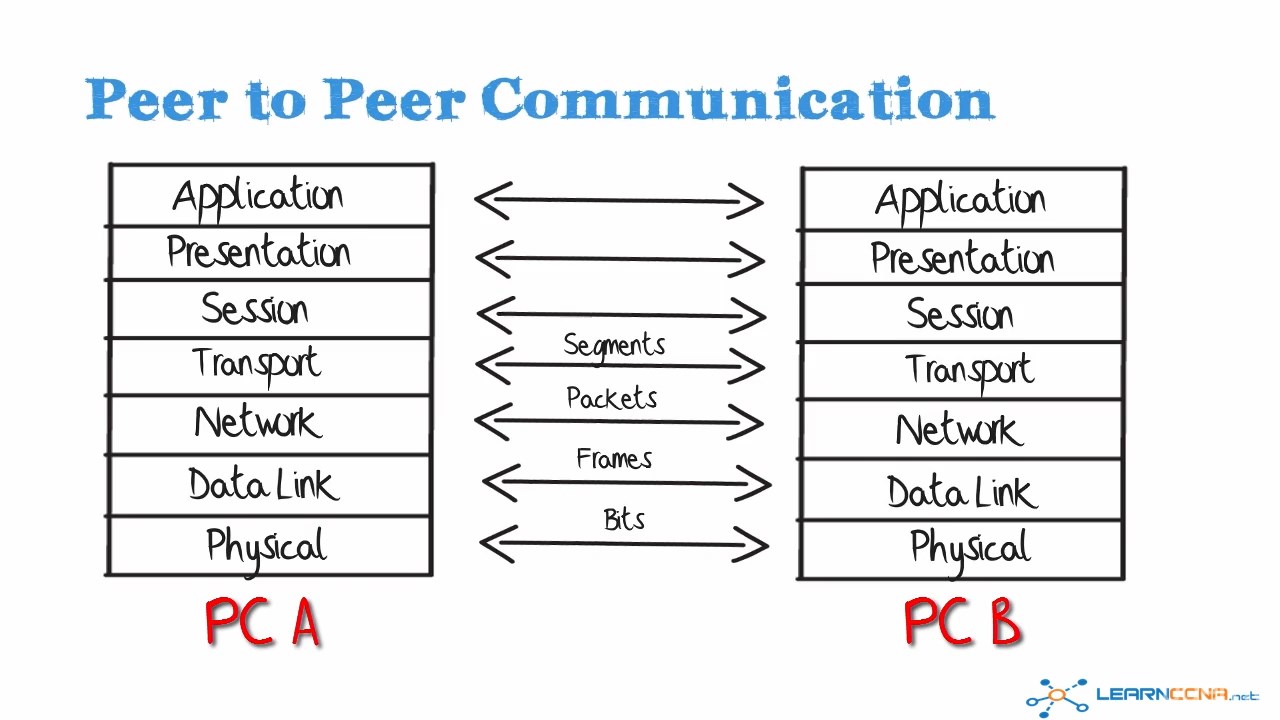 Peer to Peer Communication
Application
Presentation
Session
Transport
Network
Data Link
Physical
PC A
Segments
Packets
Frames
Bits
Application
Presentation
Session
Transport
Network
Data Link
Physical
PC B
LEARNCCNA.net